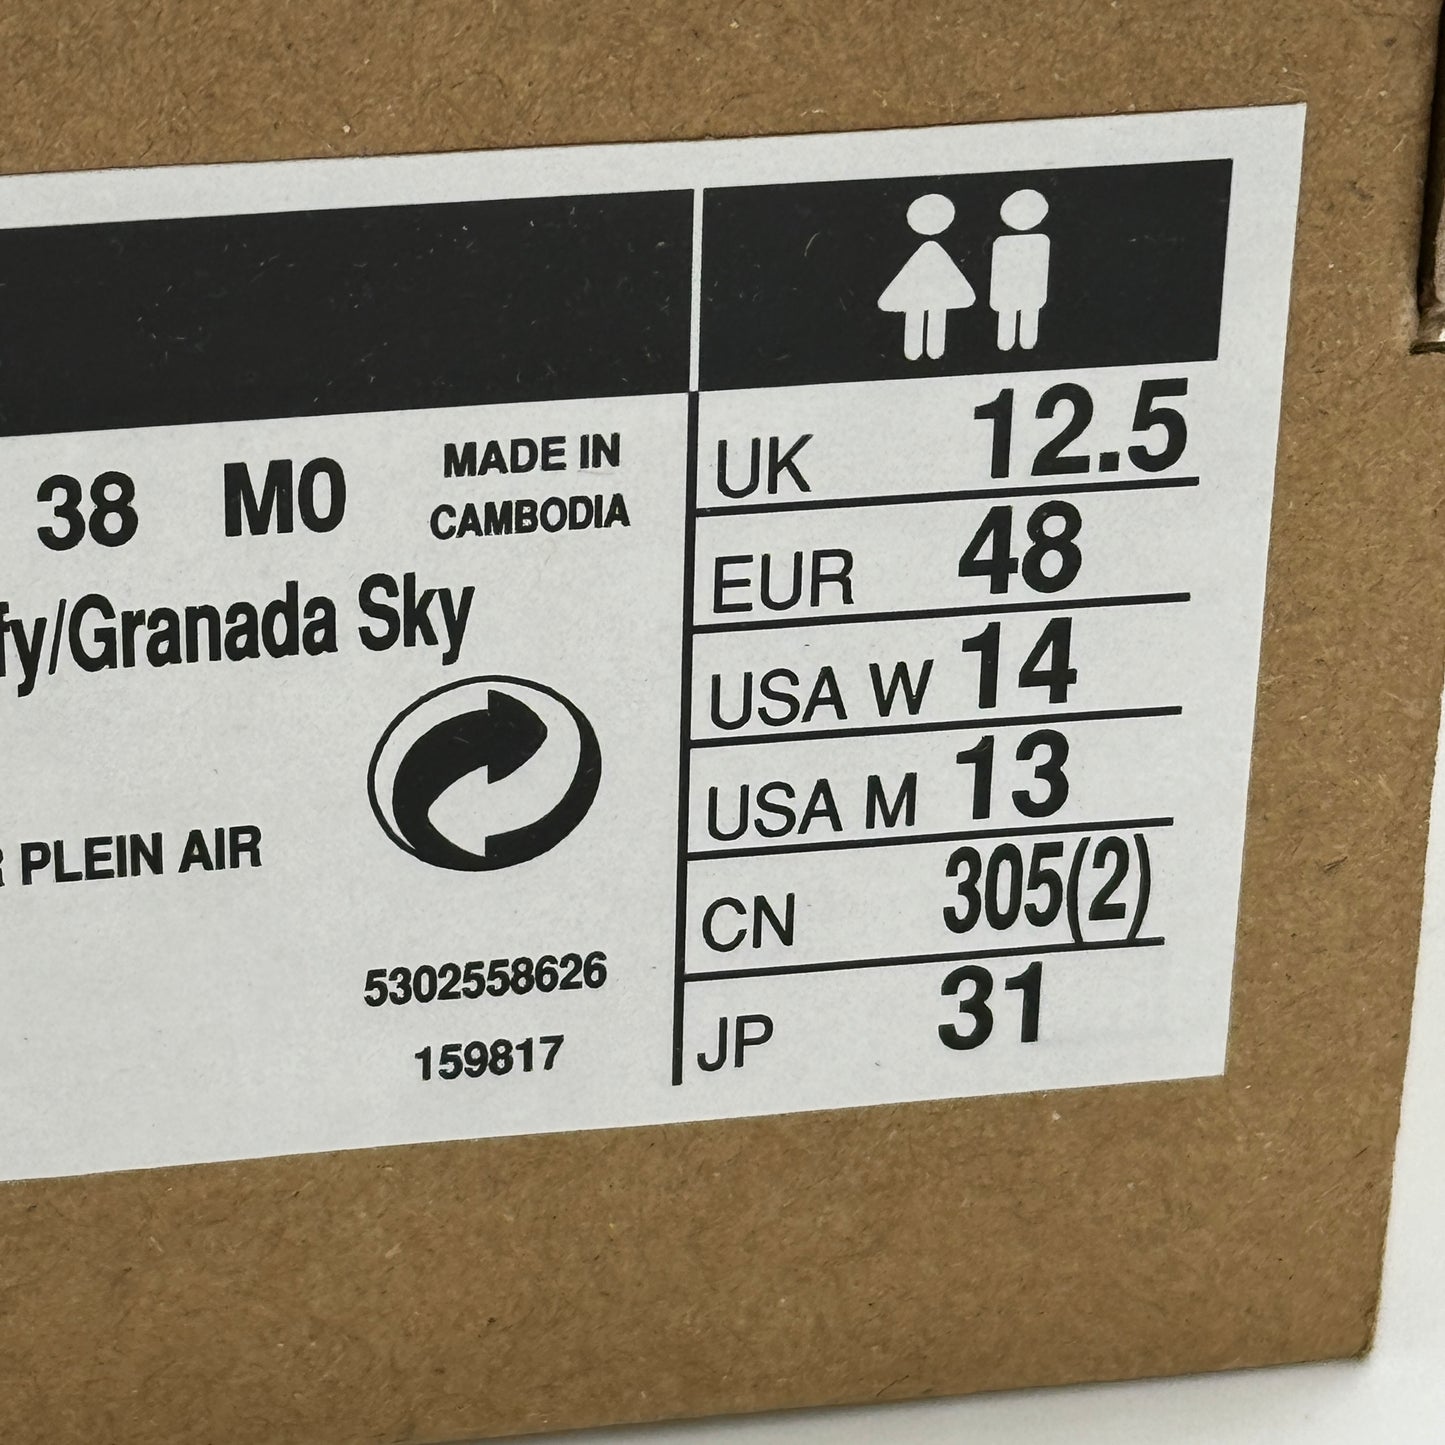 38 M0 MADE IN
CAMBODIA
fy/Granada Sky
R PLEIN AIR
5302558626
159817
UK 12.5
EUR 48
USA W 14
USA M 13
CN 305(2)
JP 31